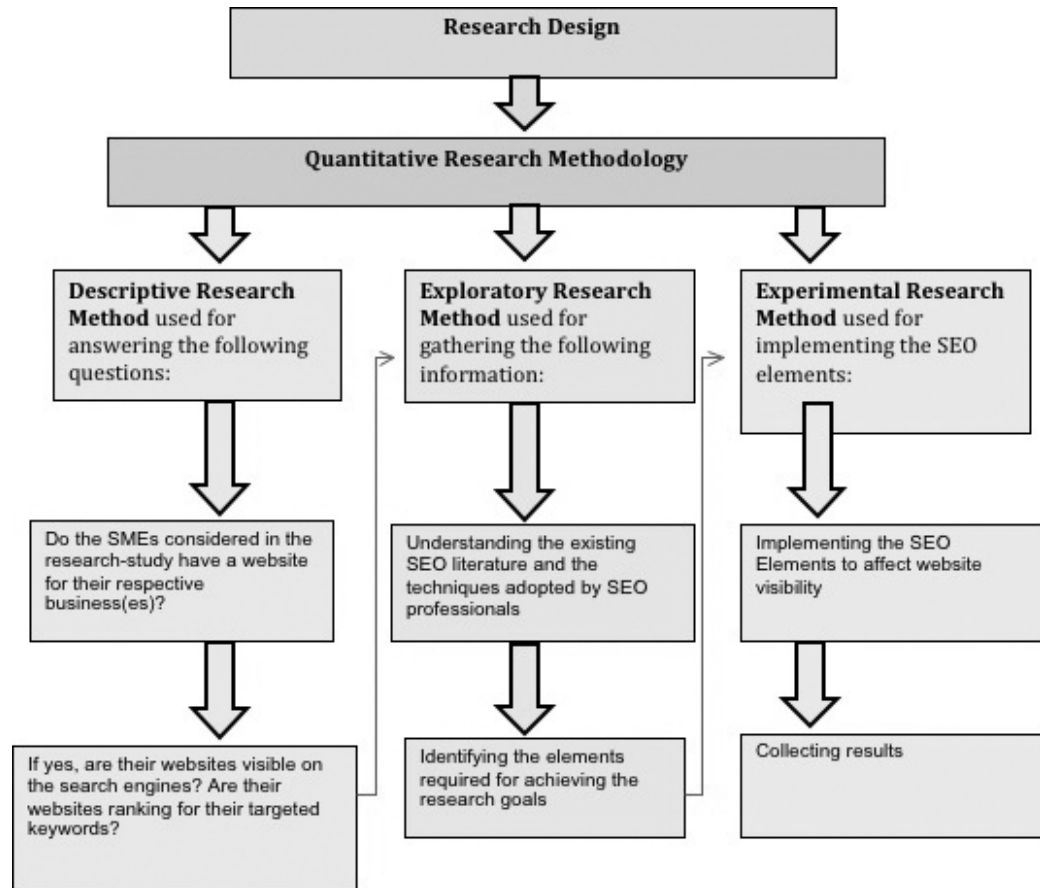 Research Design
Quantitative Research Methodology
Descriptive Research
Method used for
answering the following
questions:
Exploratory Research
Method used for
gathering the following
information:
Experimental Research
Method used for
implementing the SEO
elements:
Do the SMEs considered in the
research-study have a website
for their respective
business(es)?
Understanding the existing
SEO literature and the
techniques adopted by SEO
professionals
Implementing the SEO
Elements to affect website
visibility
If yes, are their websites visible on
the search engines? Are their
websites ranking for their targeted
keywords?
Identifying the elements
required for achieving the
research goals
Collecting results